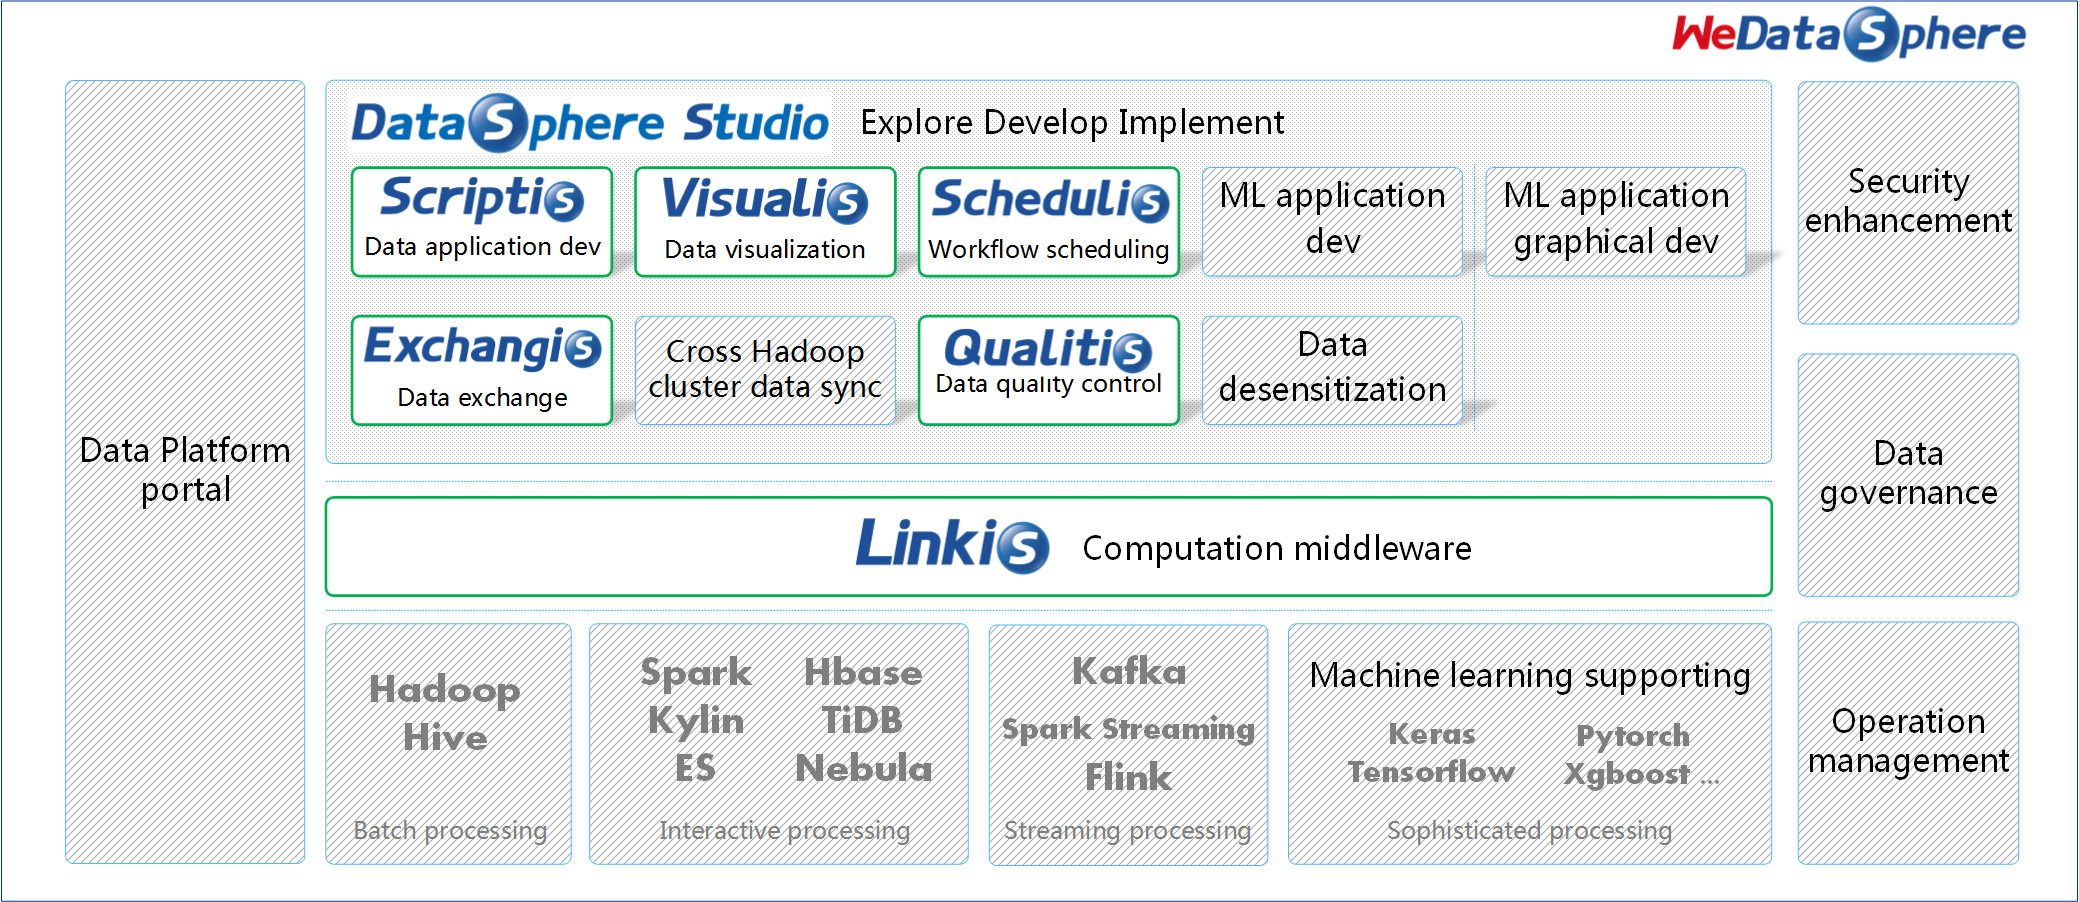 WeDataSphere
DataSphere Studio Explore Develop Implement
Scriptis
Data application dev
Visualis
Data visualization
Schedulis
Workflow scheduling
ML application
dev
ML application
graphical dev
Exchangis
Data exchange
Cross Hadoop
cluster data sync
Qualitis
Data quality control
Data
desensitization
Data Platform
portal
Linkis Computation middleware
Hadoop
Hive
Batch processing
Spark
Kylin
ES
Hbase
TiDB
Nebula
Interactive processing
Kafka
Spark Streaming
Flink
Streaming processing
Machine learning supporting
Keras
Tensorflow
Pytorch
Xgboost ...
Sophisticated processing
Security
enhancement
Data
governance
Operation
management